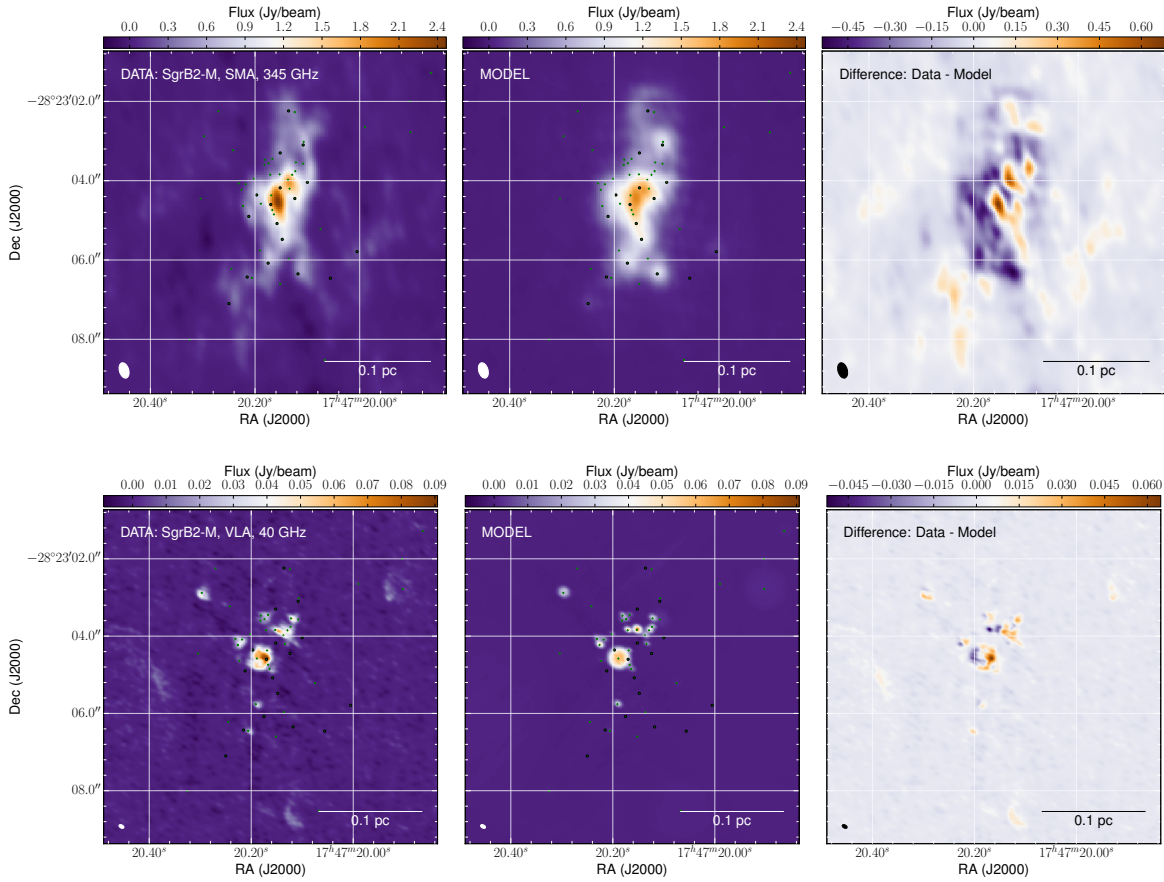 Flux (Jy/beam) Flux (Jy/beam) Flux (Jy/beam)
0.0 0.3 0.6 0.9 1.2 1.5 1.8 2.1 2.4 0.0 0.3 0.6 0.9 1.2 1.5 1.8 2.1 2.4 −0.45 −0.30 −0.15 0.00 0.15 0.30 0.45 0.60
DATA: SgrB2-M, SMA, 345 GHz MODEL Difference: Data - Model
−28°23′02.0″
04.0″
Dec (J2000)
06.0″
08.0″
0.1 pc 0.1 pc 0.1 pc
20.40ˢ 20.20ˢ 17ʰ47ᵐ20.00ˢ 20.40ˢ 20.20ˢ 17ʰ47ᵐ20.00ˢ 20.40ˢ 20.20ˢ 17ʰ47ᵐ20.00ˢ
RA (J2000) RA (J2000) RA (J2000)
Flux (Jy/beam) Flux (Jy/beam) Flux (Jy/beam)
0.00 0.01 0.02 0.03 0.04 0.05 0.06 0.07 0.08 0.09 0.00 0.01 0.02 0.03 0.04 0.05 0.06 0.07 0.08 0.09 −0.045 −0.030 −0.015 0.000 0.015 0.030 0.045 0.060
DATA: SgrB2-M, VLA, 40 GHz MODEL Difference: Data - Model
−28°23′02.0″
04.0″
Dec (J2000)
06.0″
08.0″
0.1 pc 0.1 pc 0.1 pc
20.40ˢ 20.20ˢ 17ʰ47ᵐ20.00ˢ 20.40ˢ 20.20ˢ 17ʰ47ᵐ20.00ˢ 20.40ˢ 20.20ˢ 17ʰ47ᵐ20.00ˢ
RA (J2000) RA (J2000) RA (J2000)